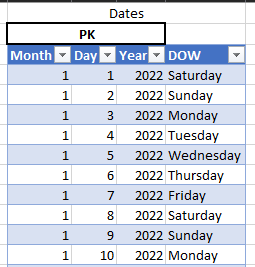 Dates
PK
Month Day Year DOW
1 1 2022 Saturday
1 2 2022 Sunday
1 3 2022 Monday
1 4 2022 Tuesday
1 5 2022 Wednesday
1 6 2022 Thursday
1 7 2022 Friday
1 8 2022 Saturday
1 9 2022 Sunday
1 10 2022 Monday